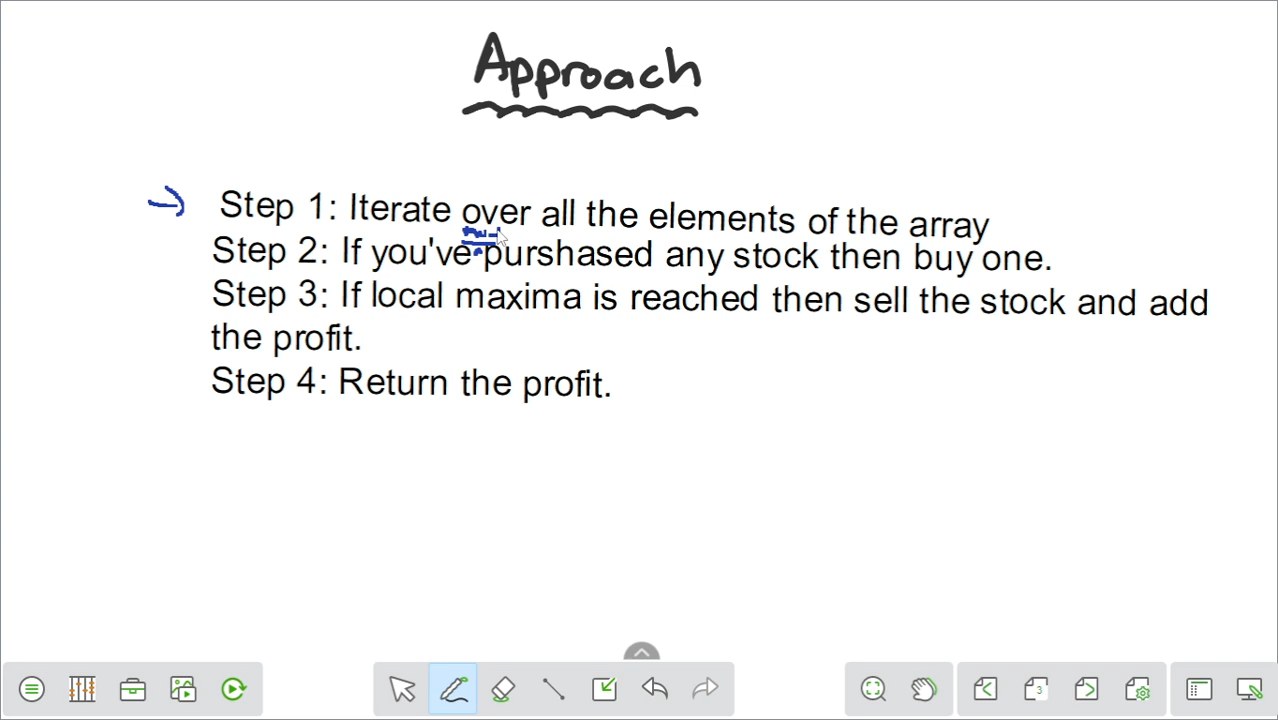 Approach
Step 1: Iterate over all the elements of the array
Step 2: If you've purshased any stock then buy one.
Step 3: If local maxima is reached then sell the stock and add
the profit.
Step 4: Return the profit.
3